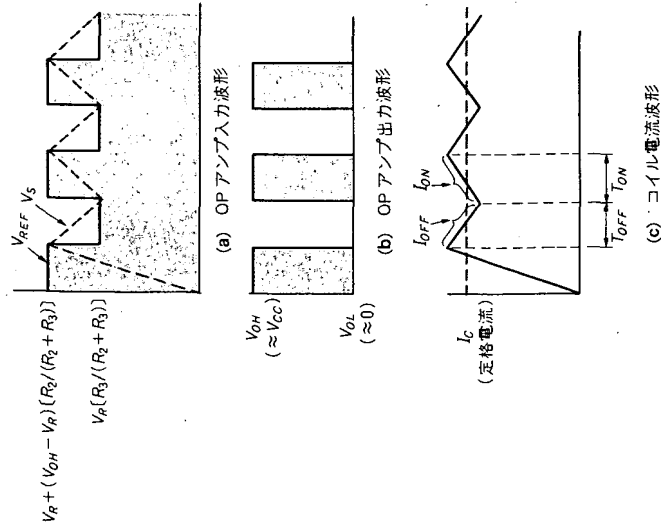 V_R + (V_OH − V_R) [R_2/(R_2 + R_3)]
V_R [R_3/(R_2 + R_3)]
V_REF V_S
(a) OPアンプ入力波形
V_OH
(≈V_CC)
V_OL
(≈0)
(b) OPアンプ出力波形
I_C
(定格電流)
I_OFF
I_ON
T_OFF
T_ON
(c) コイル電流波形